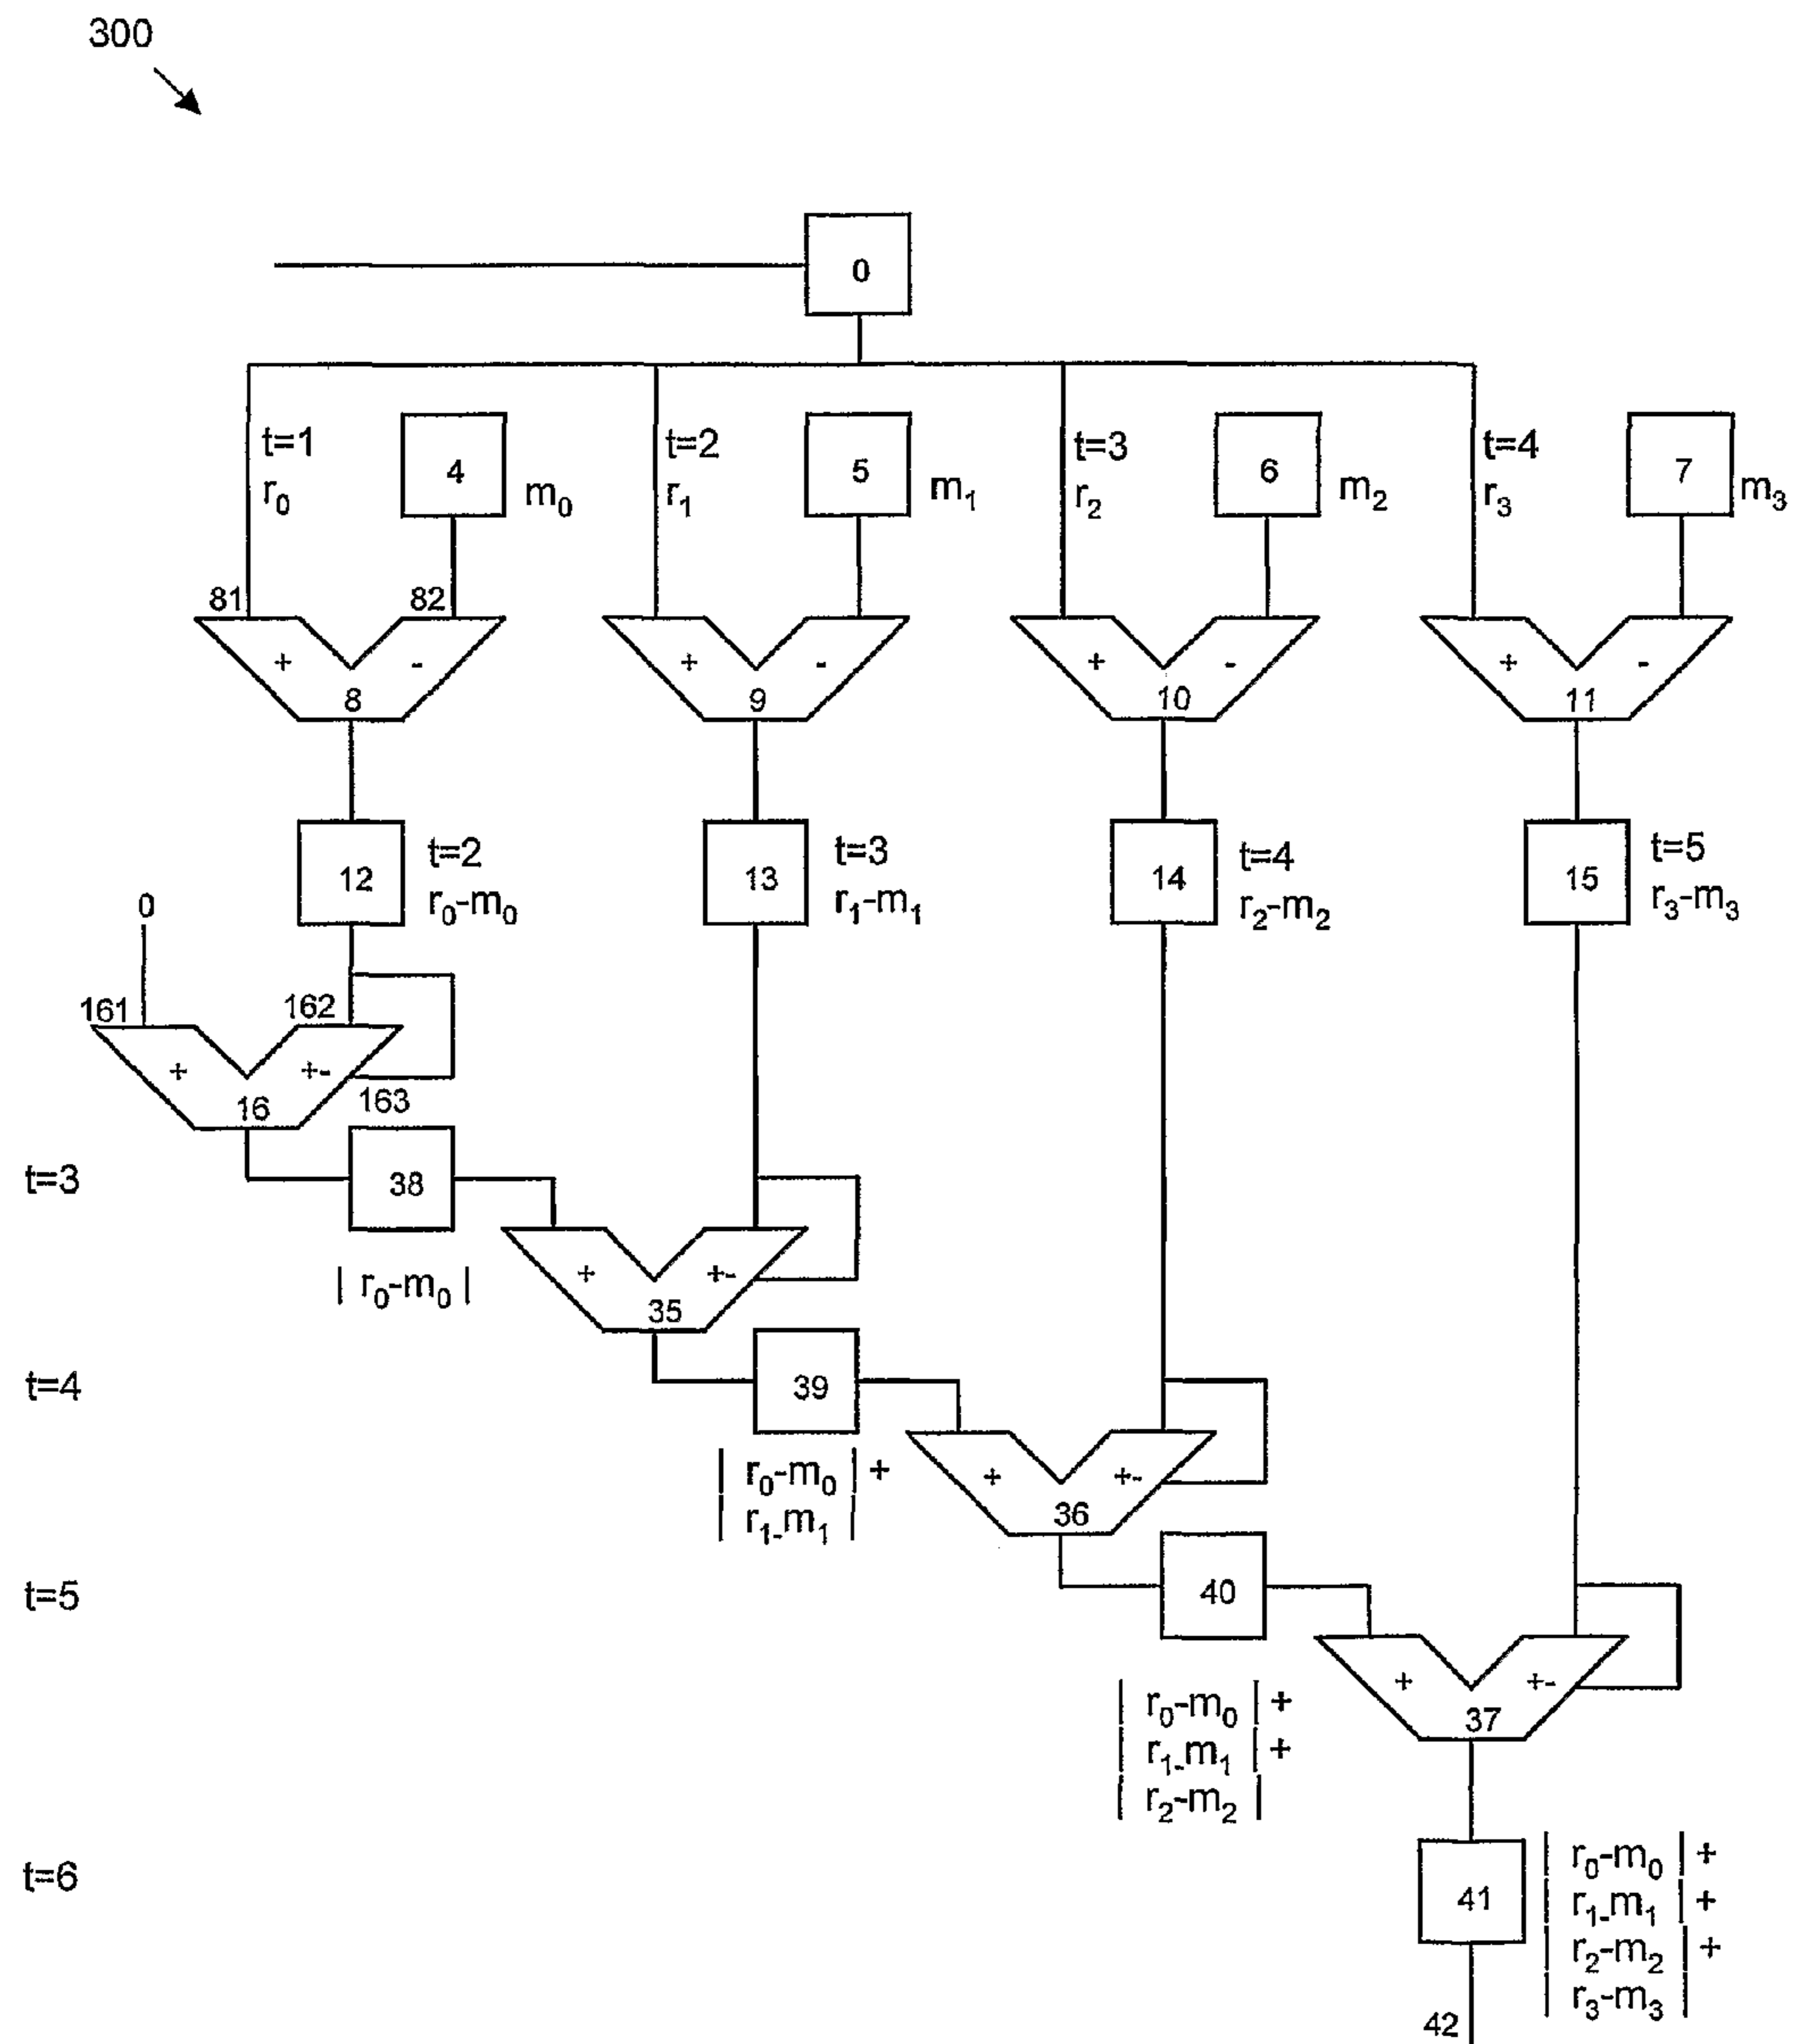 300
0
t=1
r₀
4
m₀
t=2
r₁
5
m₁
t=3
r₂
6
m₂
t=4
r₃
7
m₃
81
82
+ -
8
+ -
9
+ -
10
+ -
11
12
t=2
r₀-m₀
13
t=3
r₁-m₁
14
t=4
r₂-m₂
15
t=5
r₃-m₃
0
161
162
+ +-
16
163
t=3
38
| r₀-m₀ |
+ +-
35
t=4
39
| r₀-m₀ | +
| r₁-m₁ |
+ +-
36
t=5
40
| r₀-m₀ | +
| r₁-m₁ | +
| r₂-m₂ |
+ +-
37
t=6
41
| r₀-m₀ | +
| r₁-m₁ | +
| r₂-m₂ | +
| r₃-m₃ |
42